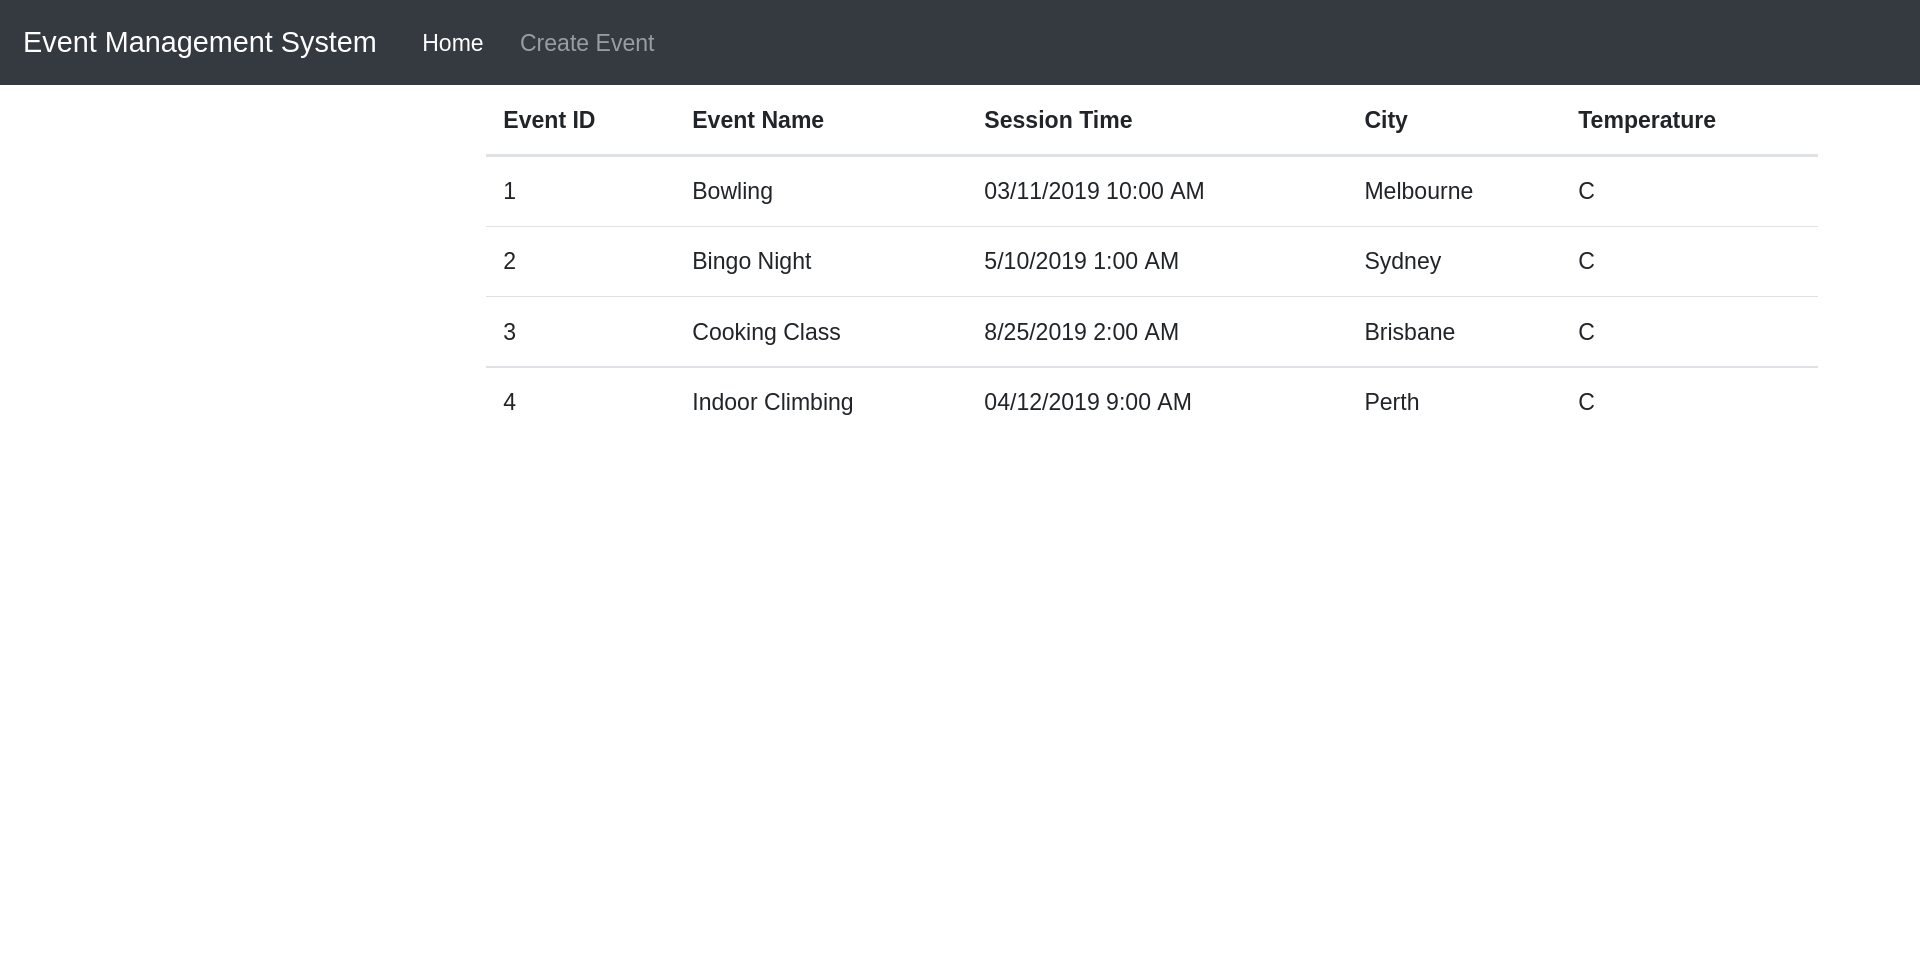 Event Management System Home Create Event
Event ID Event Name Session Time City Temperature
1 Bowling 03/11/2019 10:00 AM Melbourne C
2 Bingo Night 5/10/2019 1:00 AM Sydney C
3 Cooking Class 8/25/2019 2:00 AM Brisbane C
4 Indoor Climbing 04/12/2019 9:00 AM Perth C